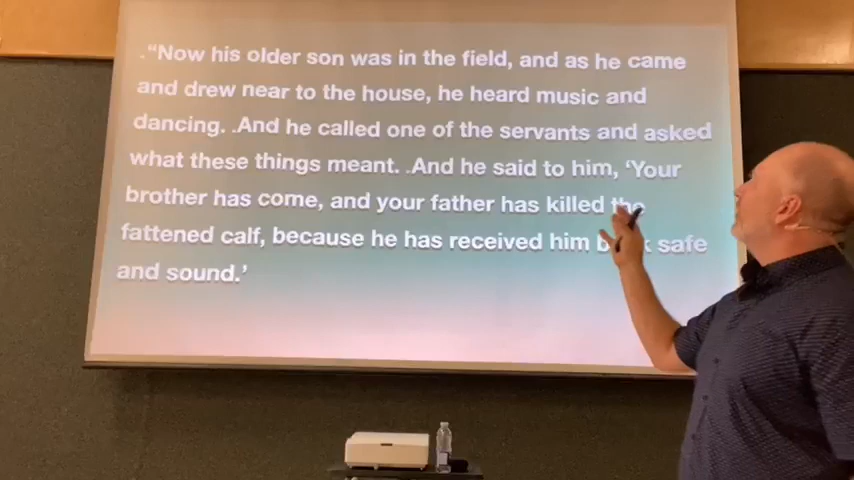 .“Now his older son was in the field, and as he came
and drew near to the house, he heard music and
dancing. .And he called one of the servants and asked
what these things meant. .And he said to him, ‘Your
brother has come, and your father has killed the
fattened calf, because he has received him back safe
and sound.’